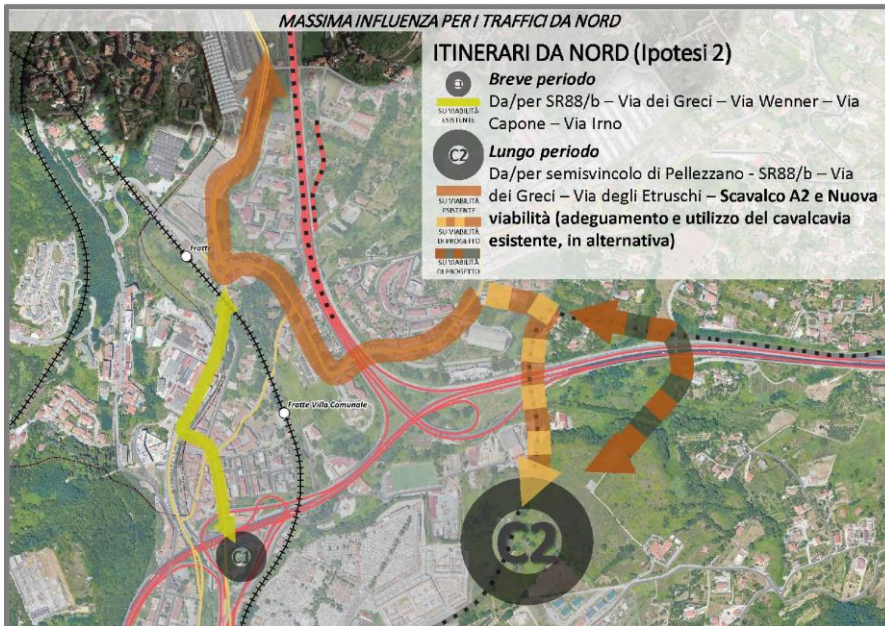 MASSIMA INFLUENZA PER I TRAFFICI DA NORD
ITINERARI DA NORD (Ipotesi 2)
C1
Breve periodo
SU VIABILITÀ
ESISTENTE
Da/per SR88/b – Via dei Greci – Via Wenner – Via
Capone – Via Irno
C2
Lungo periodo
Da/per semisvincolo di Pellezzano - SR88/b – Via
SU VIABILITÀ
ESISTENTE
dei Greci – Via degli Etruschi – Scavalco A2 e Nuova
viabilità (adeguamento e utilizzo del cavalcavia
SU VIABILITÀ
DI PROGETTO
esistente, in alternativa)
SU VIABILITÀ
DI PROGETTO
Fratte
Fratte Villa Comunale
C1
C2